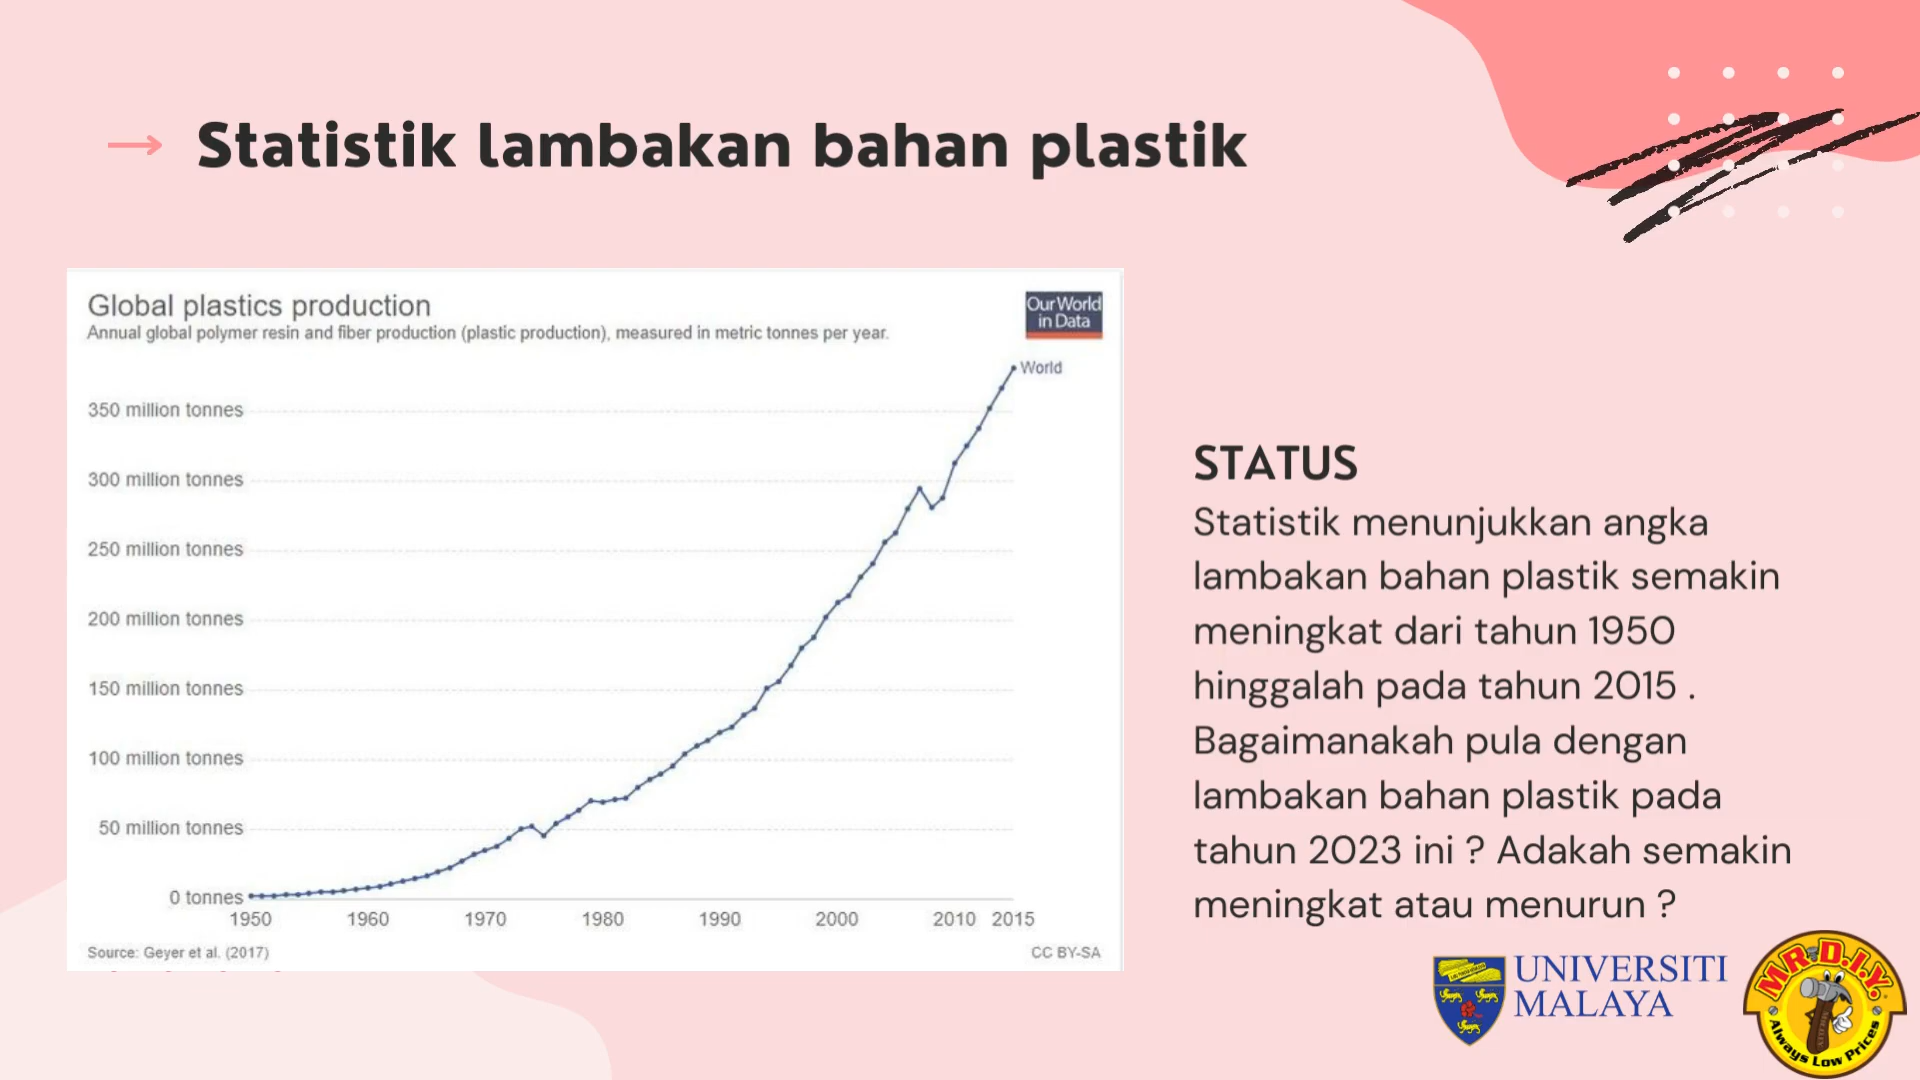 Statistik lambakan bahan plastik
Global plastics production
Annual global polymer resin and fiber production (plastic production), measured in metric tonnes per year.
Our World
in Data
World
350 million tonnes
300 million tonnes
250 million tonnes
200 million tonnes
150 million tonnes
100 million tonnes
50 million tonnes
0 tonnes
1950 1960 1970 1980 1990 2000 2010 2015
Source: Geyer et al. (2017) CC BY-SA
STATUS
Statistik menunjukkan angka
lambakan bahan plastik semakin
meningkat dari tahun 1950
hinggalah pada tahun 2015 .
Bagaimanakah pula dengan
lambakan bahan plastik pada
tahun 2023 ini ? Adakah semakin
meningkat atau menurun ?
UNIVERSITI
MALAYA
MR.D.I.Y.
Always Low Prices